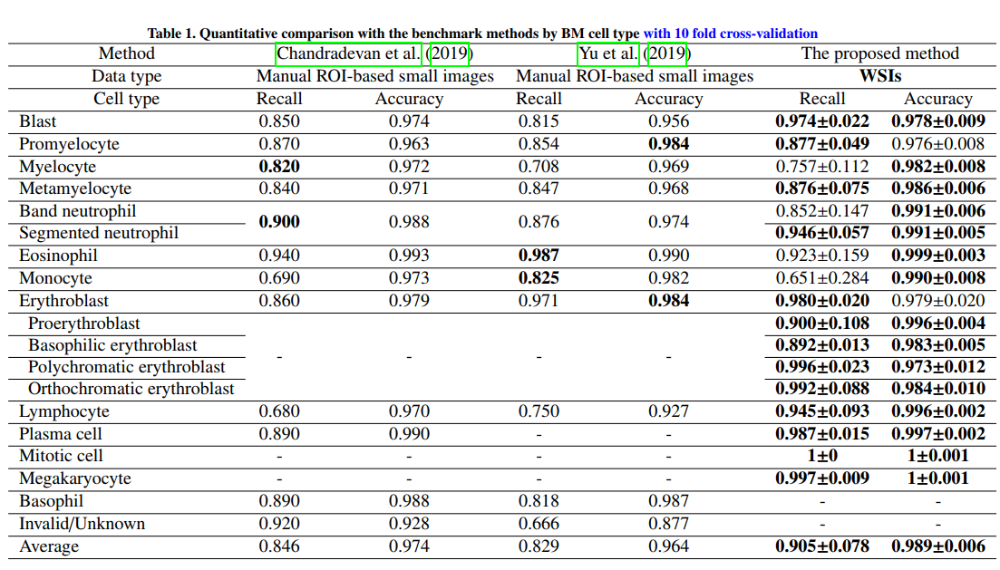 Table 1. Quantitative comparison with the benchmark methods by BM cell type with 10 fold cross-validation
Method Chandradevan et al. (2019) Yu et al. (2019) The proposed method
Data type Manual ROI-based small images Manual ROI-based small images WSIs
Cell type Recall Accuracy Recall Accuracy Recall Accuracy
Blast 0.850 0.974 0.815 0.956 0.974±0.022 0.978±0.009
Promyelocyte 0.870 0.963 0.854 0.984 0.877±0.049 0.976±0.008
Myelocyte 0.820 0.972 0.708 0.969 0.757±0.112 0.982±0.008
Metamyelocyte 0.840 0.971 0.847 0.968 0.876±0.075 0.986±0.006
Band neutrophil 0.852±0.147 0.991±0.006
0.900 0.988 0.876 0.974
Segmented neutrophil 0.946±0.057 0.991±0.005
Eosinophil 0.940 0.993 0.987 0.990 0.923±0.159 0.999±0.003
Monocyte 0.690 0.973 0.825 0.982 0.651±0.284 0.990±0.008
Erythroblast 0.860 0.979 0.971 0.984 0.980±0.020 0.979±0.020
Proerythroblast 0.900±0.108 0.996±0.004
Basophilic erythroblast 0.892±0.013 0.983±0.005
- - - -
Polychromatic erythroblast 0.996±0.023 0.973±0.012
Orthochromatic erythroblast 0.992±0.088 0.984±0.010
Lymphocyte 0.680 0.970 0.750 0.927 0.945±0.093 0.996±0.002
Plasma cell 0.890 0.990 - - 0.987±0.015 0.997±0.002
Mitotic cell - - - - 1±0 1±0.001
Megakaryocyte - - - - 0.997±0.009 1±0.001
Basophil 0.890 0.988 0.818 0.987 - -
Invalid/Unknown 0.920 0.928 0.666 0.877 - -
Average 0.846 0.974 0.829 0.964 0.905±0.078 0.989±0.006